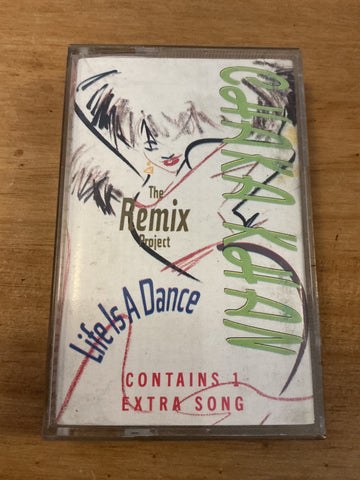 CHAKA KHAN
The
Remix
Project
Life Is A Dance
CONTAINS 1
EXTRA SONG